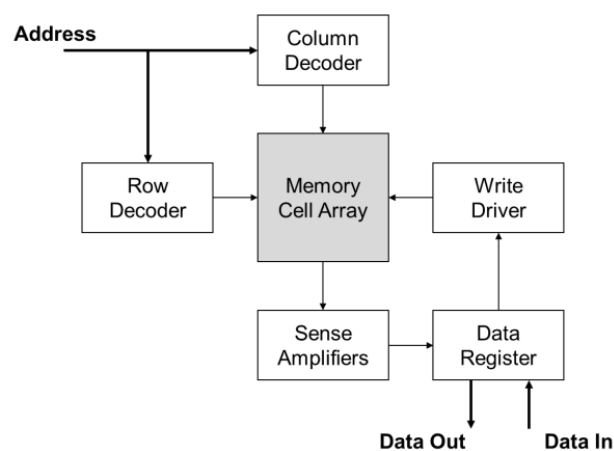 Address
Column
Decoder
Row
Decoder
Memory
Cell Array
Write
Driver
Sense
Amplifiers
Data
Register
Data Out
Data In